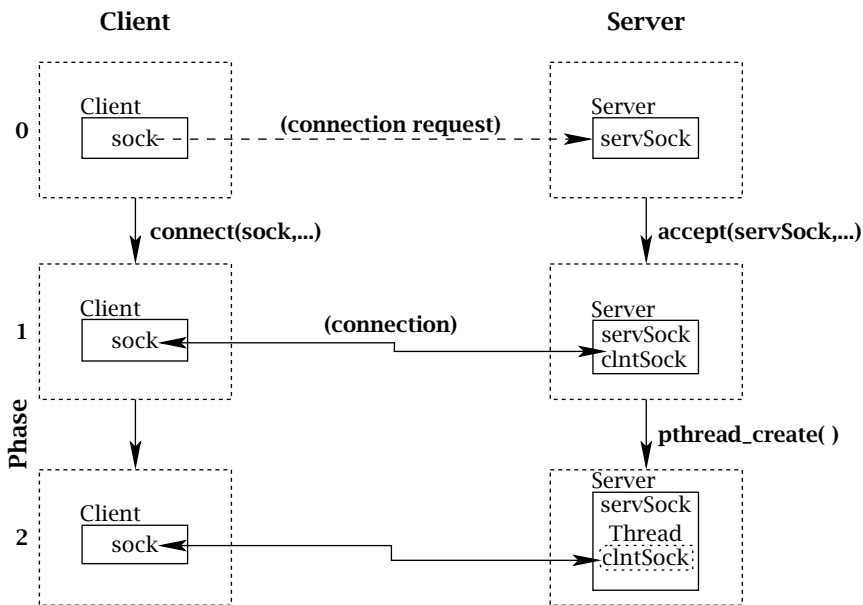 Client
Server
0
Client
sock
(connection request)
Server
servSock
connect(sock,...)
accept(servSock,...)
1
Client
sock
(connection)
Server
servSock
clntSock
Phase
pthread_create( )
2
Client
sock
Server
servSock
Thread
clntSock